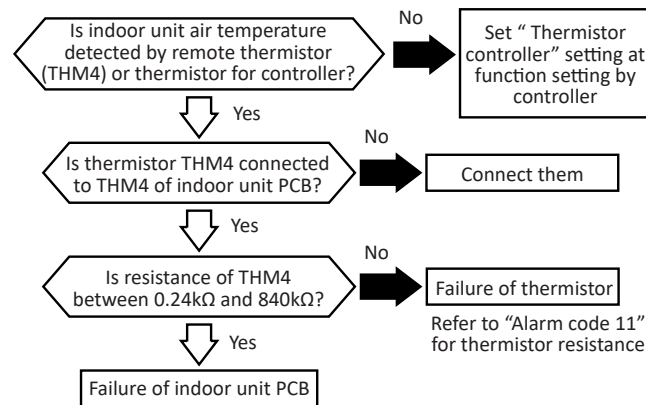 Is indoor unit air temperature
detected by remote thermistor
(THM4) or thermistor for controller?
No
Set “ Thermistor
controller” setting at
function setting by
controller
Yes
Is thermistor THM4 connected
to THM4 of indoor unit PCB?
No
Connect them
Yes
Is resistance of THM4
between 0.24kΩ and 840kΩ?
No
Failure of thermistor
Refer to “Alarm code 11”
for thermistor resistance
Yes
Failure of indoor unit PCB